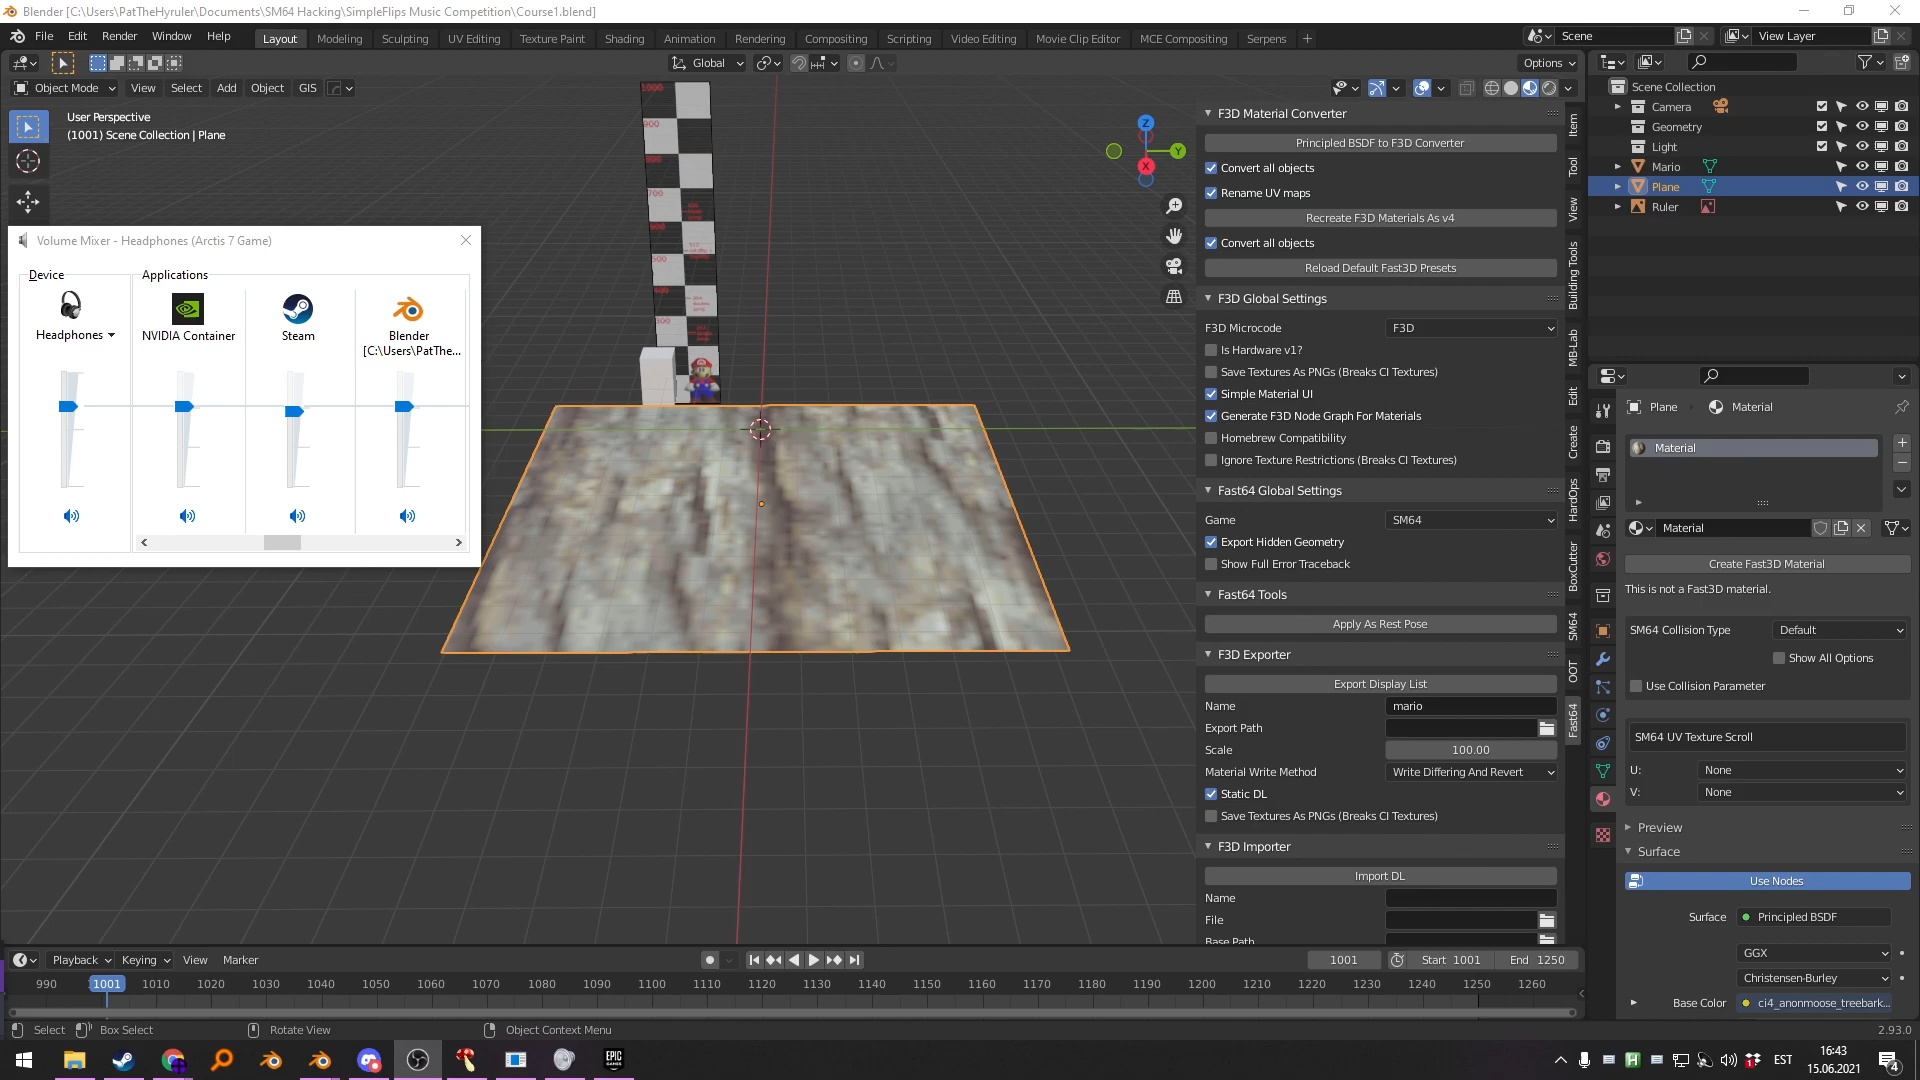 Blender [C:\Users\PatTheHyruler\Documents\SM64 Hacking\SimpleFlips Music Competition\Course1.blend]
File Edit Render Window Help
Layout Modeling Sculpting UV Editing Texture Paint Shading Animation Rendering Compositing Scripting Video Editing Movie Clip Editor MCE Compositing Serpens +
Scene View Layer
Global Options
Object Mode View Select Add Object GIS
User Perspective
(1001) Scene Collection | Plane
1000
900
700
500
300
Z
Y
X
Volume Mixer - Headphones (Arctis 7 Game)
Device Applications
Headphones NVIDIA Container Steam Blender
[C:\Users\PatThe...
F3D Material Converter
Principled BSDF to F3D Converter
Convert all objects
Rename UV maps
Recreate F3D Materials As v4
Convert all objects
Reload Default Fast3D Presets
F3D Global Settings
F3D Microcode F3D
Is Hardware v1?
Save Textures As PNGs (Breaks CI Textures)
Simple Material UI
Generate F3D Node Graph For Materials
Homebrew Compatibility
Ignore Texture Restrictions (Breaks CI Textures)
Fast64 Global Settings
Game SM64
Export Hidden Geometry
Show Full Error Traceback
Fast64 Tools
Apply As Rest Pose
F3D Exporter
Export Display List
Name mario
Export Path
Scale 100.00
Material Write Method Write Differing And Revert
Static DL
Save Textures As PNGs (Breaks CI Textures)
F3D Importer
Import DL
Name
File
Base Path
Item
Tool
View
Building Tools
MB-Lab
Edit
Create
HardOps
BoxCutter
SM64
OOT
Fast64
Scene Collection
Camera
Geometry
Light
Mario
Plane
Ruler
Plane Material
Material
Material
Create Fast3D Material
This is not a Fast3D material.
SM64 Collision Type Default
Show All Options
Use Collision Parameter
SM64 UV Texture Scroll
U: None
V: None
Preview
Surface
Use Nodes
Surface Principled BSDF
GGX
Christensen-Burley
Base Color ci4_anonmoose_treebark...
Playback Keying View Marker
1001 Start 1001 End 1250
990 1001 1010 1020 1030 1040 1050 1060 1070 1080 1090 1100 1110 1120 1130 1140 1150 1160 1170 1180 1190 1200 1210 1220 1230 1240 1250 1260
Select Box Select Rotate View Object Context Menu
2.93.0
EPIC
GAMES
H
EST
16:43
15.06.2021
4